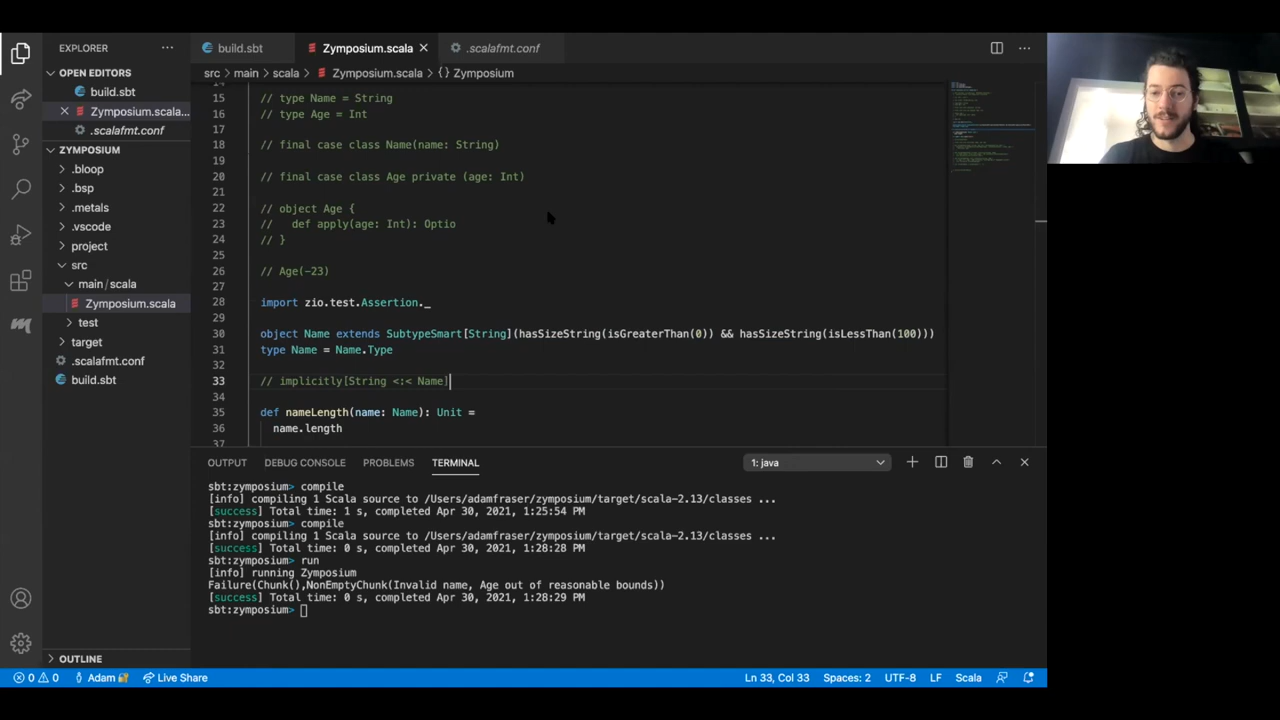 EXPLORER
OPEN EDITORS
build.sbt
Zymposium.scala...
.scalafmt.conf
ZYMPOSIUM
.bloop
.bsp
.metals
.vscode
project
src
main/scala
Zymposium.scala
test
target
.scalafmt.conf
build.sbt
OUTLINE
build.sbt
Zymposium.scala
.scalafmt.conf
src > main > scala > Zymposium.scala > {} Zymposium
15 // type Name = String
16 // type Age = Int
17
18 // final case class Name(name: String)
19
20 // final case class Age private (age: Int)
21
22 // object Age {
23 // def apply(age: Int): Optio
24 // }
25
26 // Age(-23)
27
28 import zio.test.Assertion._
29
30 object Name extends SubtypeSmart[String](hasSizeString(isGreaterThan(0)) && hasSizeString(isLessThan(100)))
31 type Name = Name.Type
32
33 // implicitly[String <:< Name]
34
35 def nameLength(name: Name): Unit =
36 name.length
37
OUTPUT DEBUG CONSOLE PROBLEMS TERMINAL
1: java
sbt:zymposium> compile
[info] compiling 1 Scala source to /Users/adamfraser/zymposium/target/scala-2.13/classes ...
[success] Total time: 1 s, completed Apr 30, 2021, 1:25:54 PM
sbt:zymposium> compile
[info] compiling 1 Scala source to /Users/adamfraser/zymposium/target/scala-2.13/classes ...
[success] Total time: 0 s, completed Apr 30, 2021, 1:28:28 PM
sbt:zymposium> run
[info] running Zymposium
Failure(Chunk(),NonEmptyChunk(Invalid name, Age out of reasonable bounds))
[success] Total time: 0 s, completed Apr 30, 2021, 1:28:29 PM
sbt:zymposium>
0 0 Adam Live Share Ln 33, Col 33 Spaces: 2 UTF-8 LF Scala